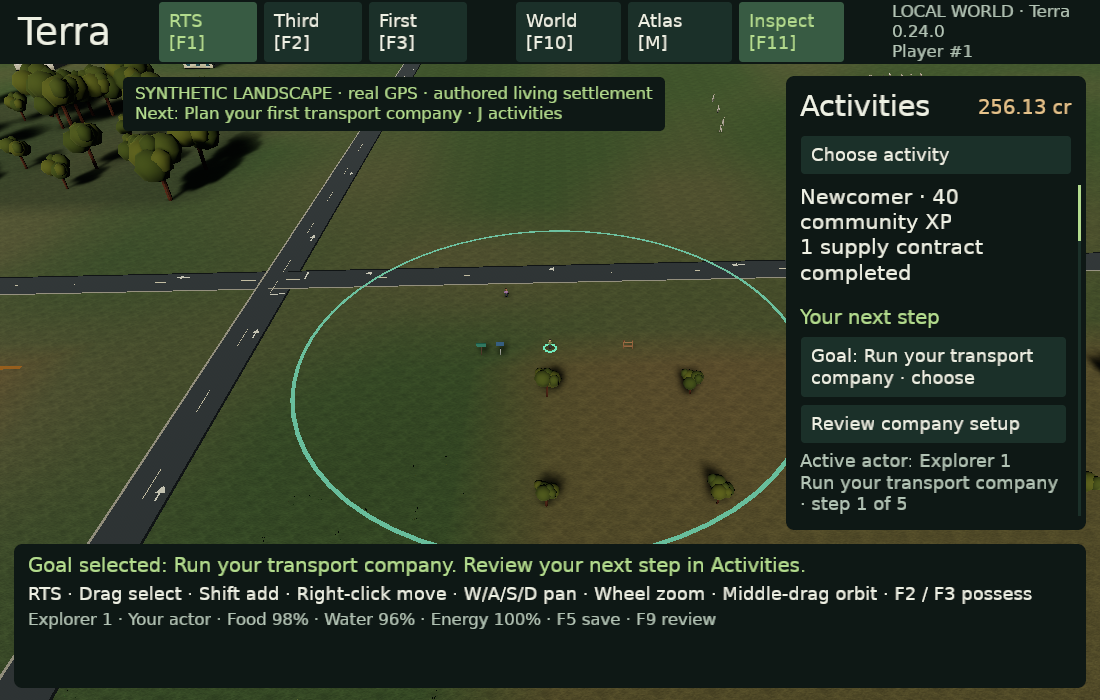 Terra
RTS
[F1]
Third
[F2]
First
[F3]
World
[F10]
Atlas
[M]
Inspect
[F11]
LOCAL WORLD · Terra
0.24.0
Player #1
SYNTHETIC LANDSCAPE · real GPS · authored living settlement
Next: Plan your first transport company · J activities
Activities
256.13 cr
Choose activity
Newcomer · 40
community XP
1 supply contract
completed
Your next step
Goal: Run your transport
company · choose
Review company setup
Active actor: Explorer 1
Run your transport company
· step 1 of 5
Goal selected: Run your transport company. Review your next step in Activities.
RTS · Drag select · Shift add · Right-click move · W/A/S/D pan · Wheel zoom · Middle-drag orbit · F2 / F3 possess
Explorer 1 · Your actor · Food 98% · Water 96% · Energy 100% · F5 save · F9 review